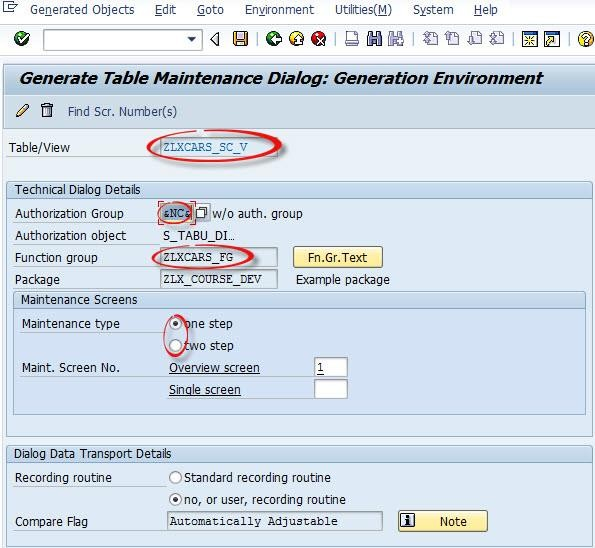 Generated Objects Edit Goto Environment Utilities(M) System Help
Generate Table Maintenance Dialog: Generation Environment
Find Scr. Number(s)
Table/View ZLXCARS_SC_V
Technical Dialog Details
Authorization Group &NC& w/o auth. group
Authorization object S_TABU_DI…
Function group ZLXCARS_FG Fn.Gr.Text
Package ZLX_COURSE_DEV Example package
Maintenance Screens
Maintenance type one step
two step
Maint. Screen No. Overview screen 1
Single screen
Dialog Data Transport Details
Recording routine Standard recording routine
no, or user, recording routine
Compare Flag Automatically Adjustable Note